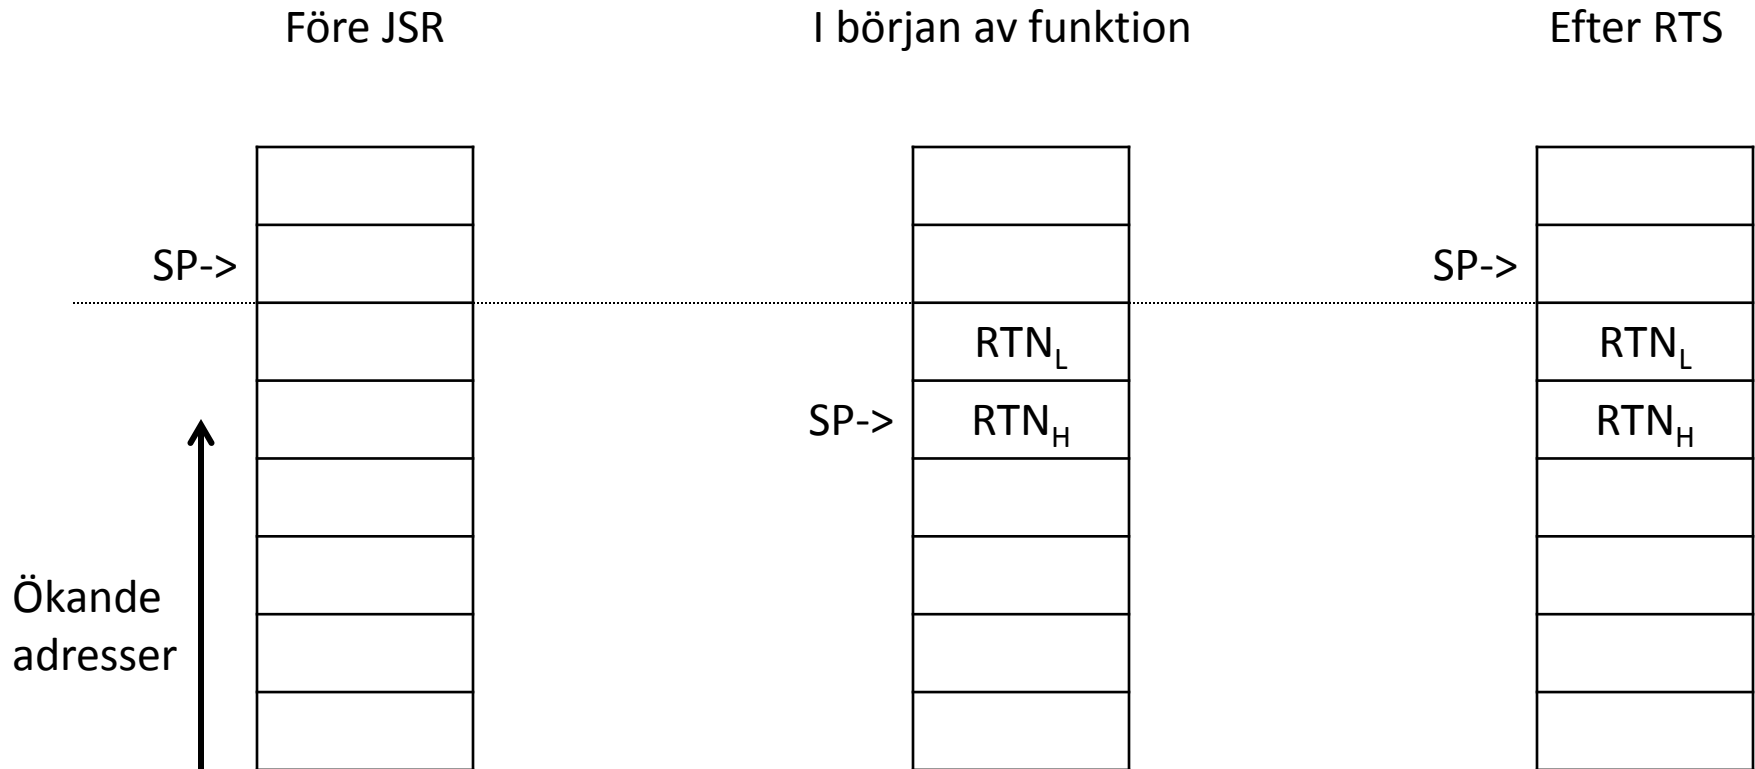 Före JSR
I början av funktion
Efter RTS
SP->
SP->
RTN_L
RTN_L
SP->
RTN_H
RTN_H
Ökande
adresser